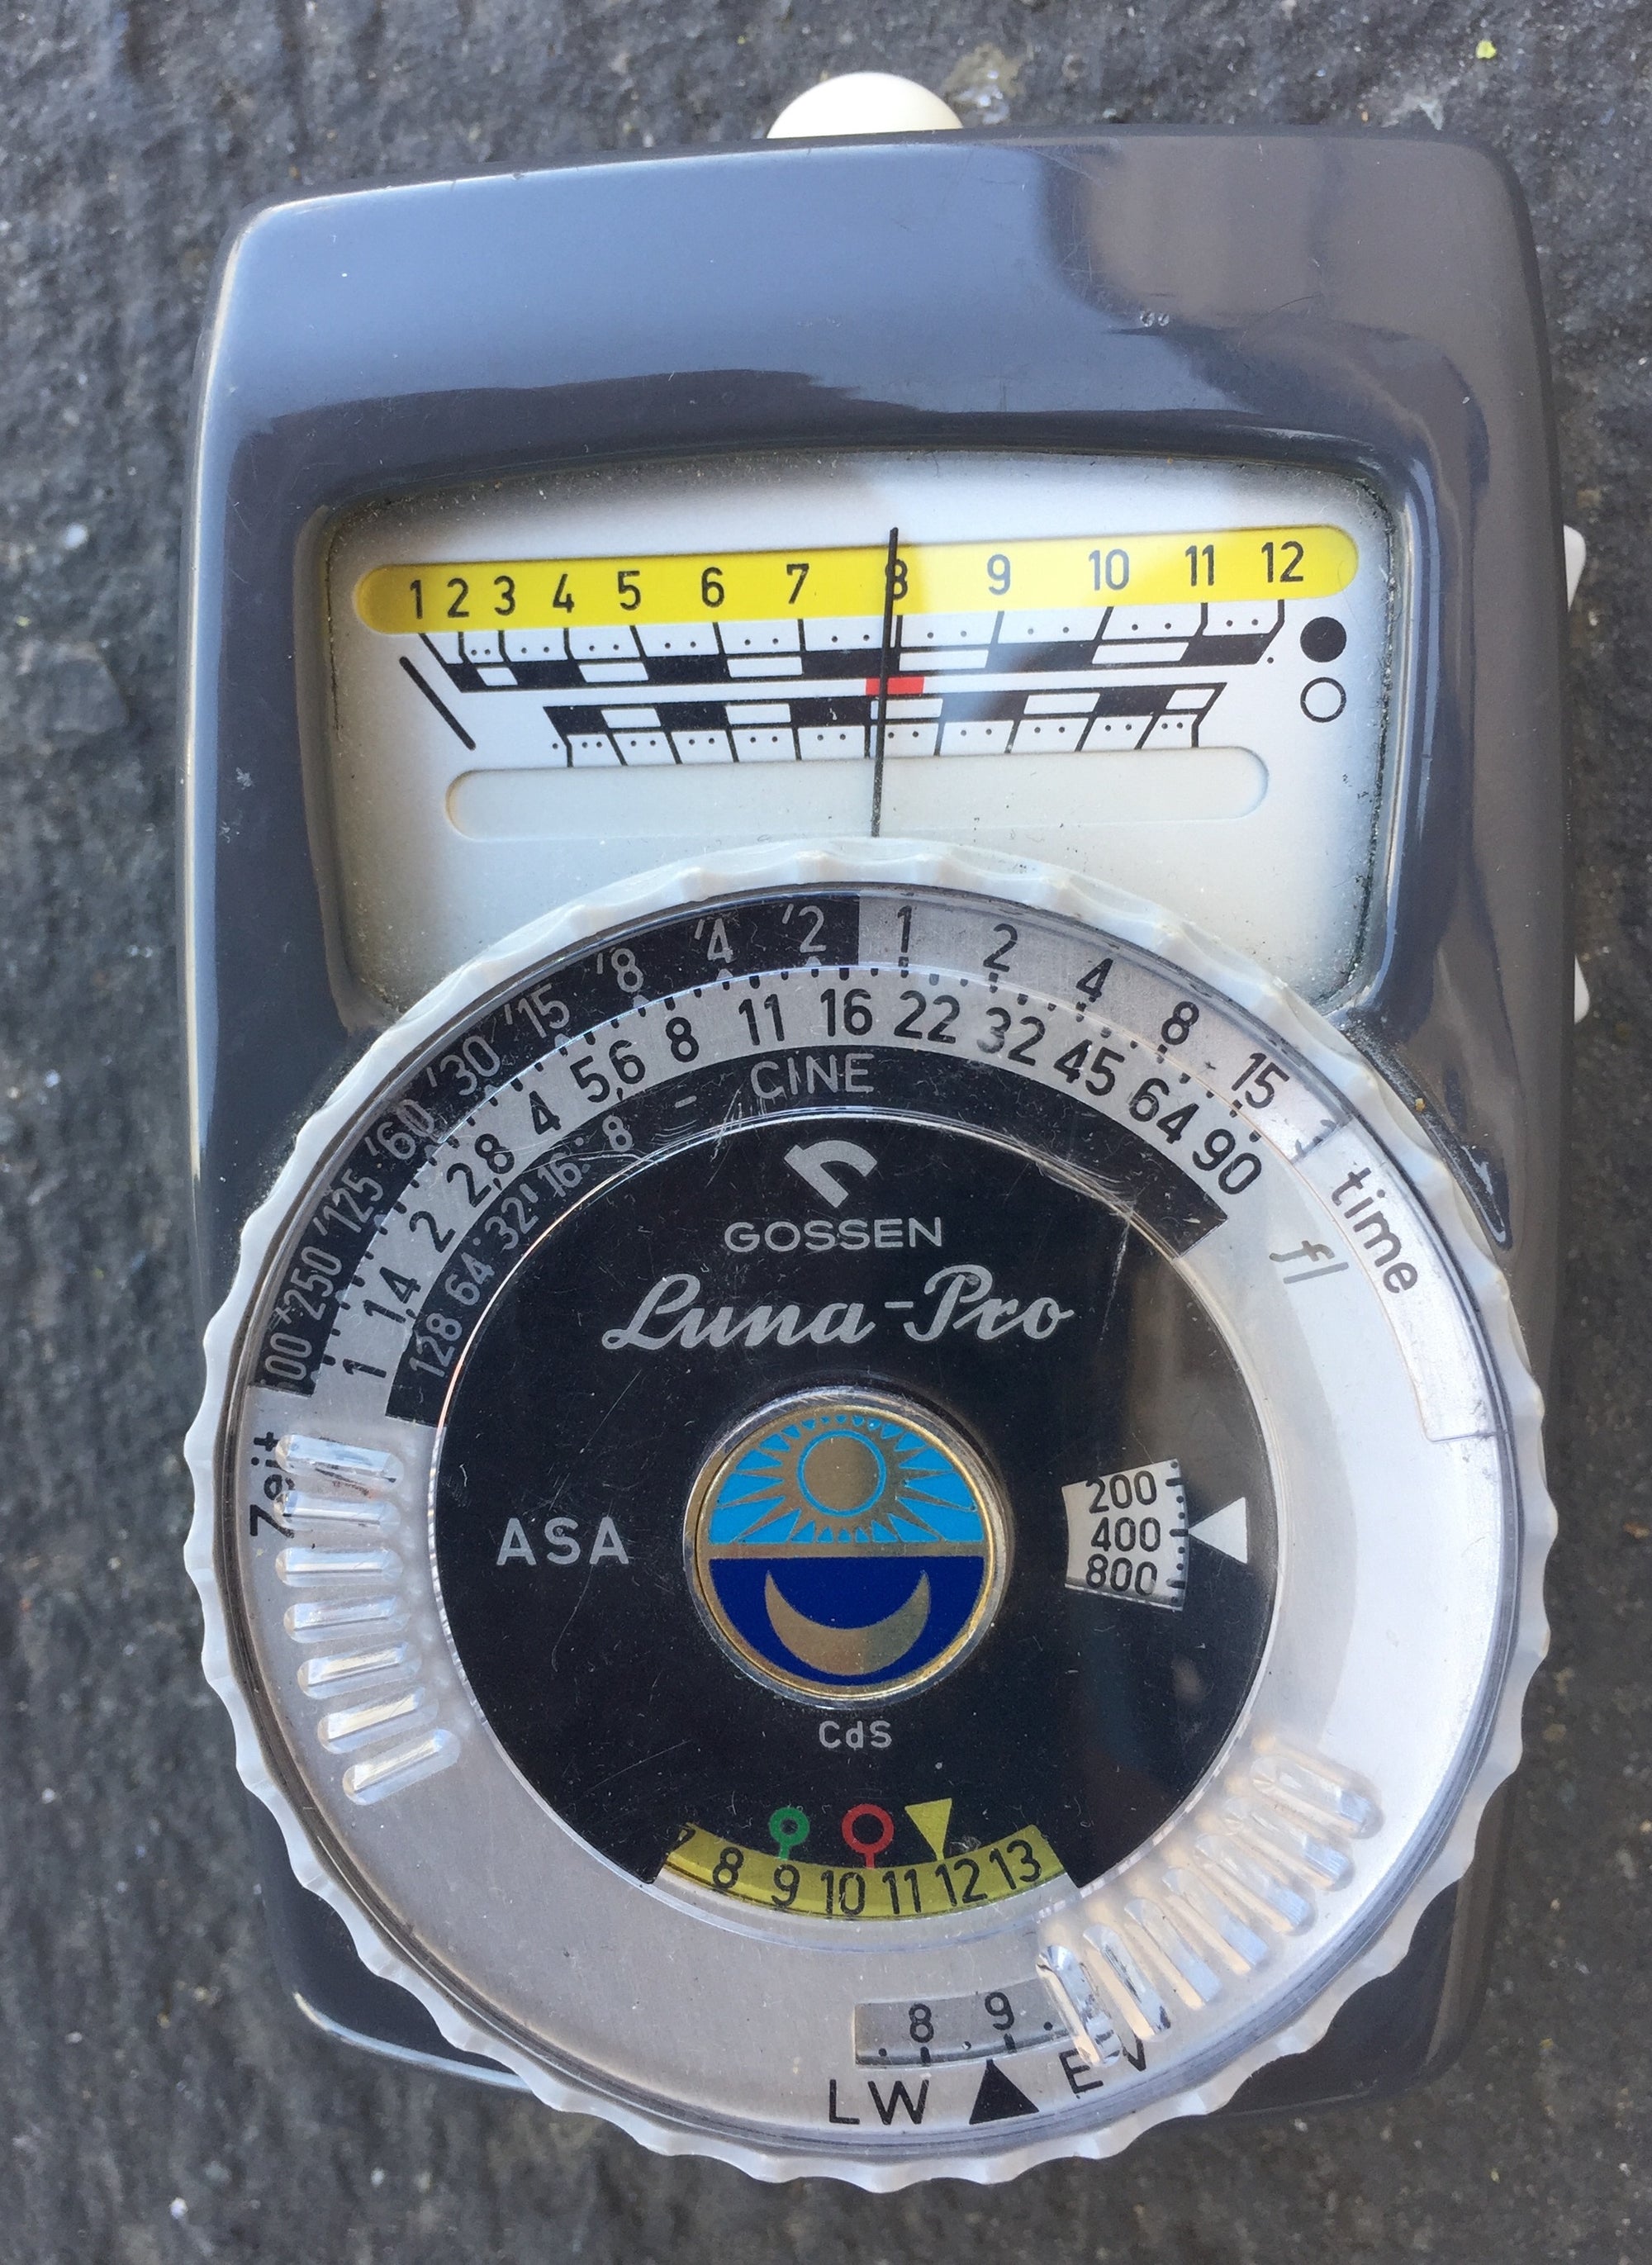 1 2 3 4 5 6 7 8 9 10 11 12
250 '125 '60 '30 '15 '8 '4 '2 1 2 4 8 15
time
1 1,4 2 2,8 4 5,6 8 11 16 22 32 45 64 90
f/
128 64 32 16 8 - CINE
GOSSEN
Luna-Pro
Zeit
200
ASA 400
800
CdS
7 8 9 10 11 12 13
8 9
LW EV